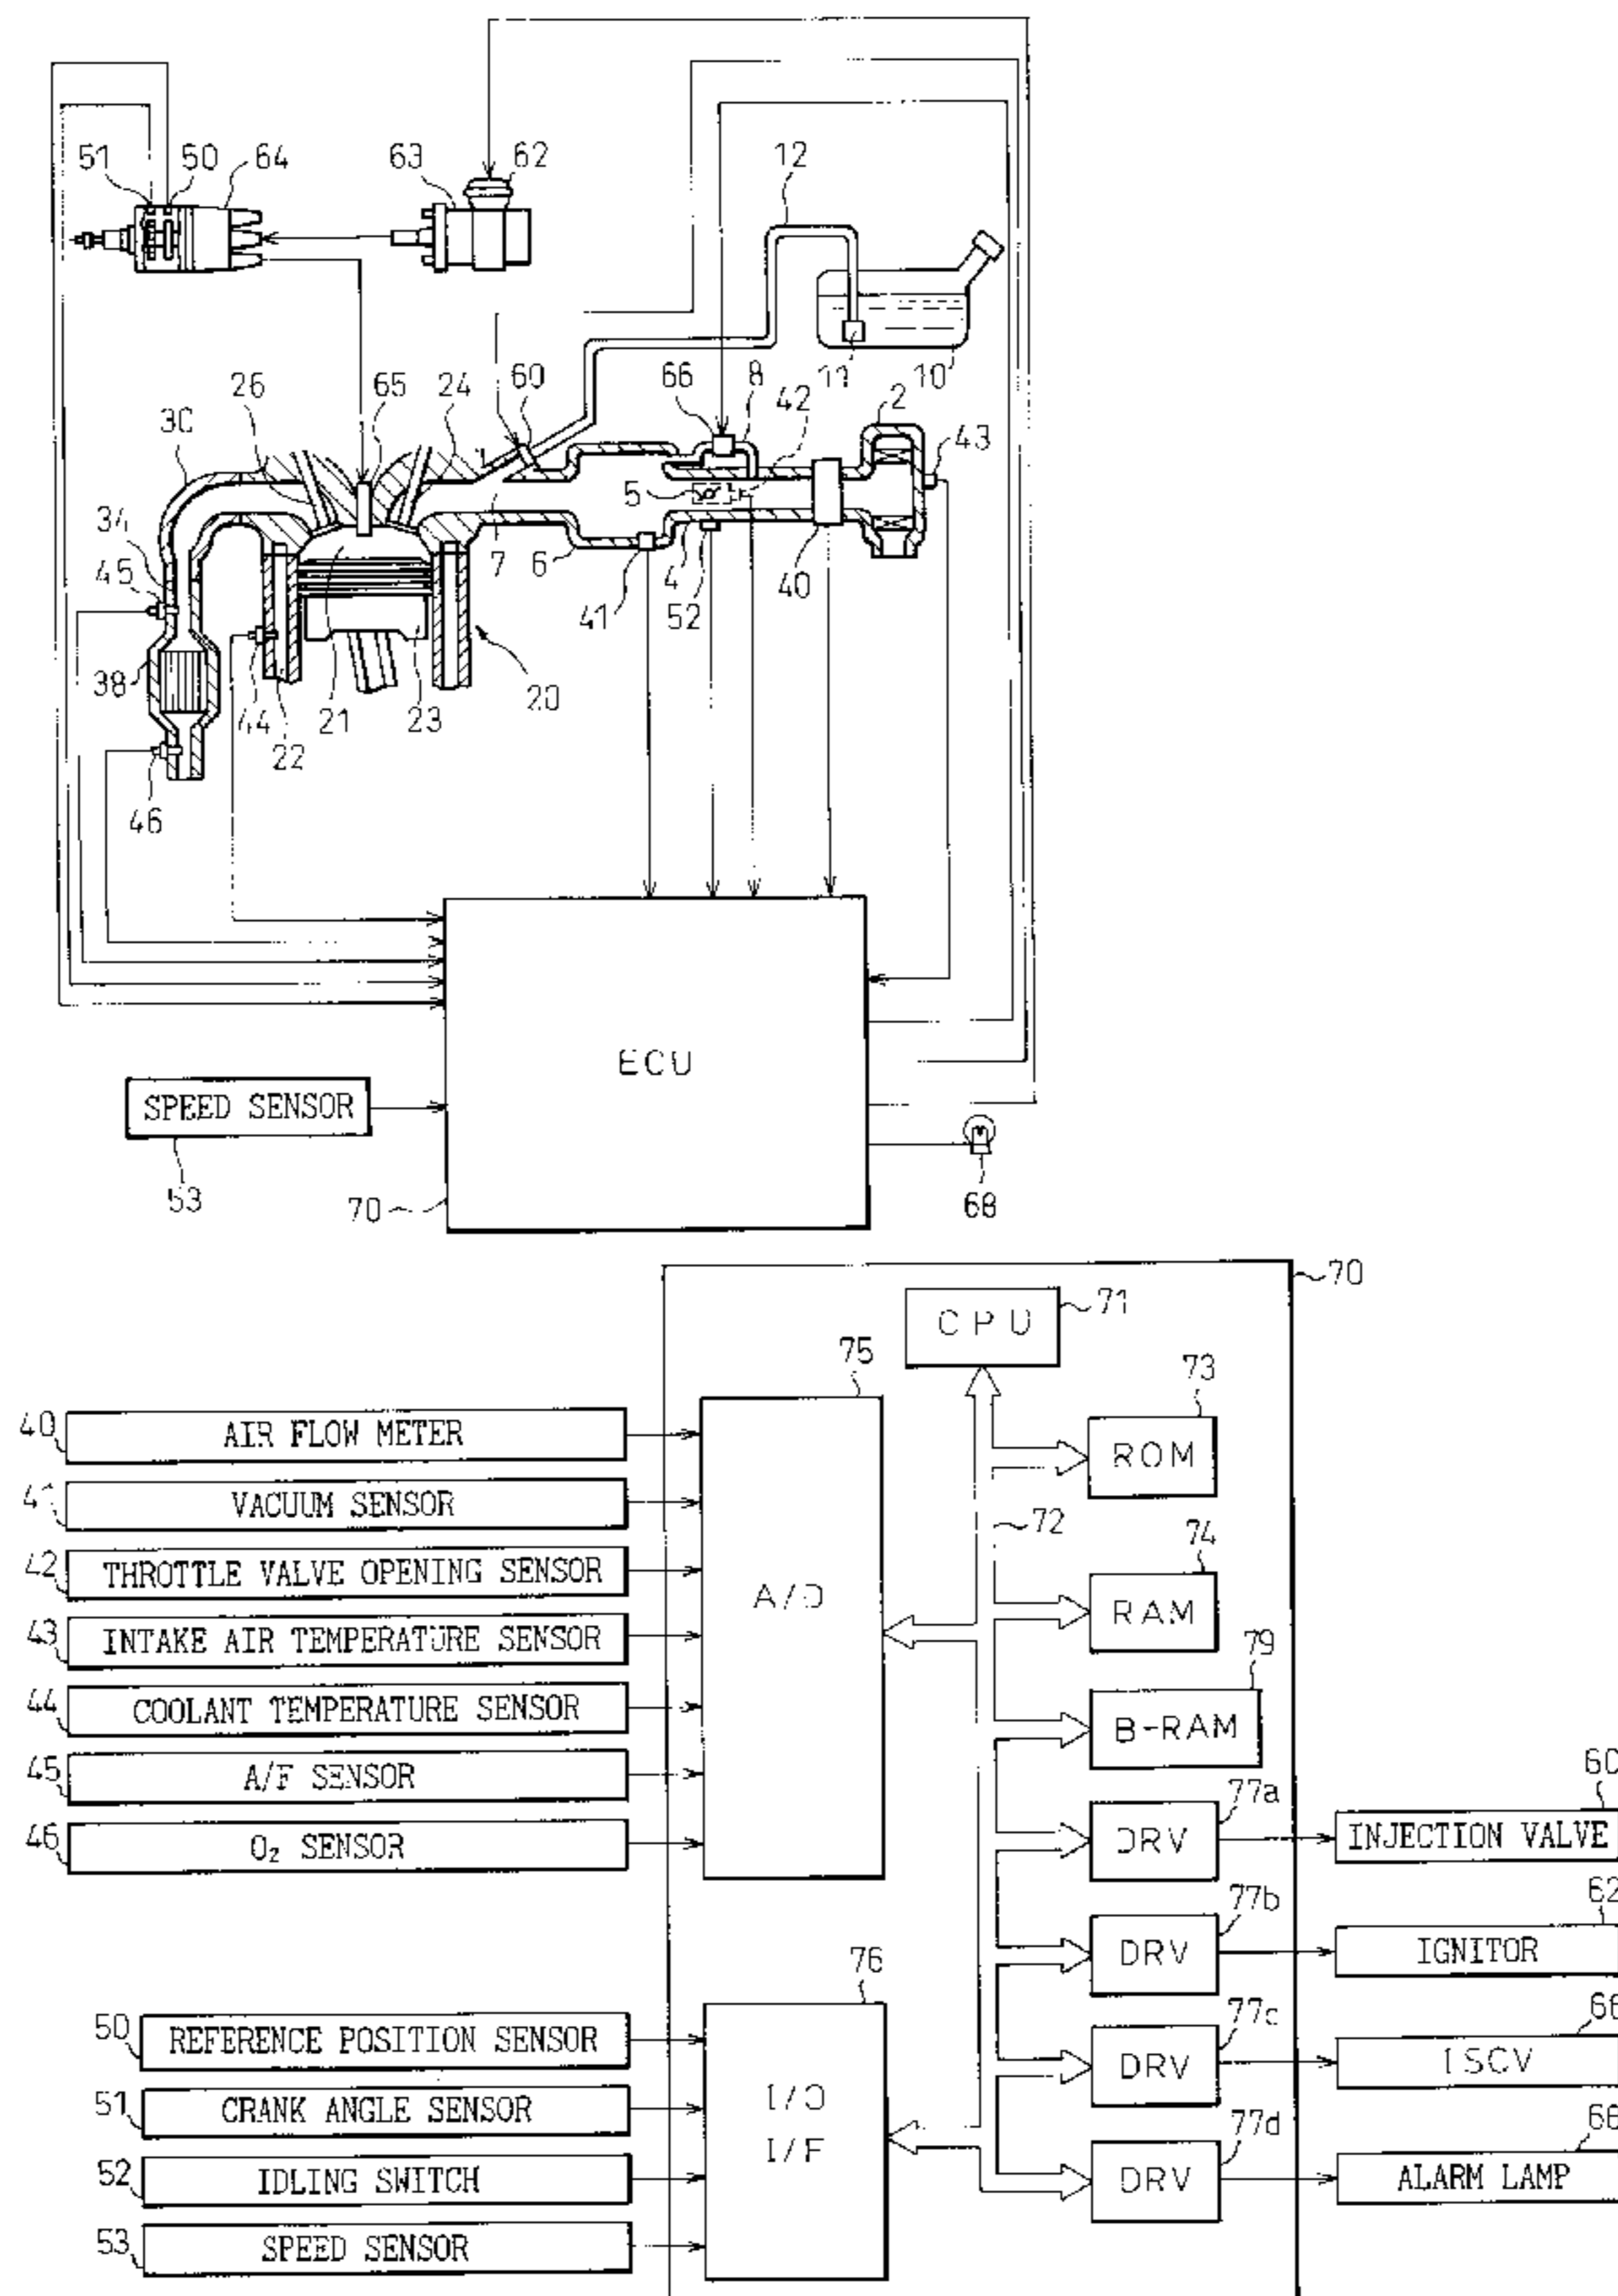 51 50 64 63 62 12
26 65 24 60 66 8 11 10 42 2 43
30
34 5
45 7 6 4 40
41 52
38 44 22 21 23 20
46
ECU
SPEED SENSOR
53 70 68
70
CPU 71
75 73
40 AIR FLOW METER
ROM
41 VACUUM SENSOR
72 74
42 THROTTLE VALVE OPENING SENSOR
A/D RAM
43 INTAKE AIR TEMPERATURE SENSOR
79
44 COOLANT TEMPERATURE SENSOR
B-RAM
45 A/F SENSOR
77a 60
46 O₂ SENSOR
DRV INJECTION VALVE
77b 62
76 DRV IGNITOR
50 REFERENCE POSITION SENSOR
77c
DRV ISCV
51 CRANK ANGLE SENSOR
I/O
I/F
77d
52 IDLING SWITCH
DRV ALARM LAMP
53 SPEED SENSOR